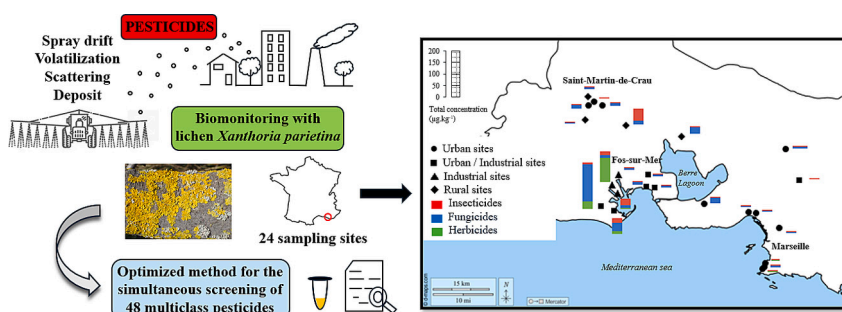 PESTICIDES
Spray drift
Volatilization
Scattering
Deposit
Biomonitoring with
lichen Xanthoria parietina
24 sampling sites
Optimized method for the
simultaneous screening of
48 multiclass pesticides
200
150
100
50
0
Total concentration
(µg.kg⁻¹)
Saint-Martin-de-Crau
Urban sites
Urban / Industrial sites
Industrial sites
Rural sites
Insecticides
Fungicides
Herbicides
Fos-sur-Mer
Berre
Lagoon
Marseille
Mediterranean sea
15 km
10 mi
N
S
Mercator
© d-maps.com